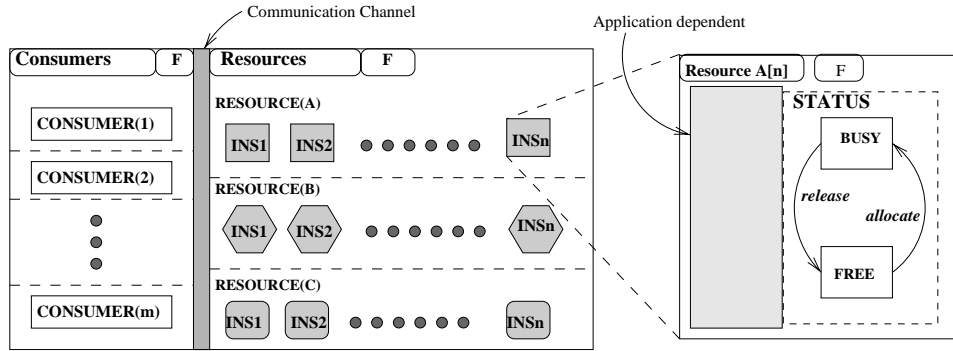 Communication Channel
Application dependent
Consumers F
Resources F
Resource A[n] F
RESOURCE(A)
CONSUMER(1)
INS1 INS2 INSn
CONSUMER(2)
RESOURCE(B)
INS1 INS2 INSn
RESOURCE(C)
CONSUMER(m)
INS1 INS2 INSn
STATUS
BUSY
release
allocate
FREE